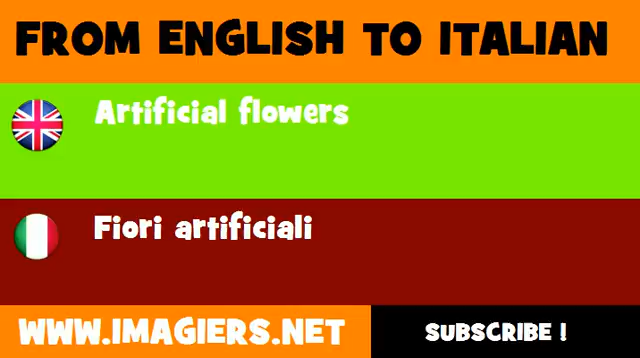 FROM ENGLISH TO ITALIAN
Artificial flowers
Fiori artificiali
WWW.IMAGIERS.NET
SUBSCRIBE !